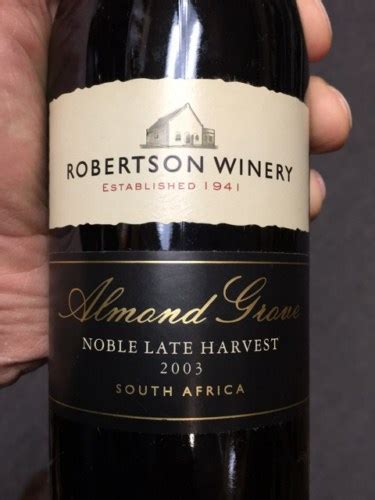 ROBERTSON WINERY
ESTABLISHED 1941
Almond Grove
NOBLE LATE HARVEST
2003
SOUTH AFRICA